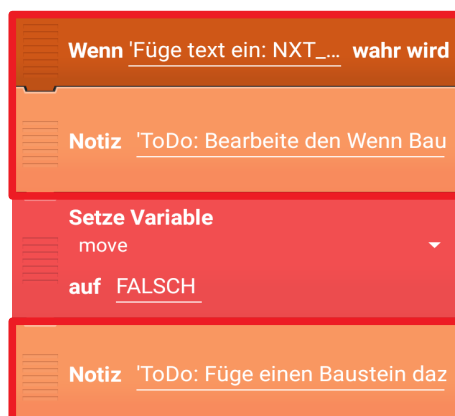 Wenn 'Füge text ein: NXT_... wahr wird
Notiz 'ToDo: Bearbeite den Wenn Bau
Setze Variable
move
auf FALSCH
Notiz 'ToDo: Füge einen Baustein daz